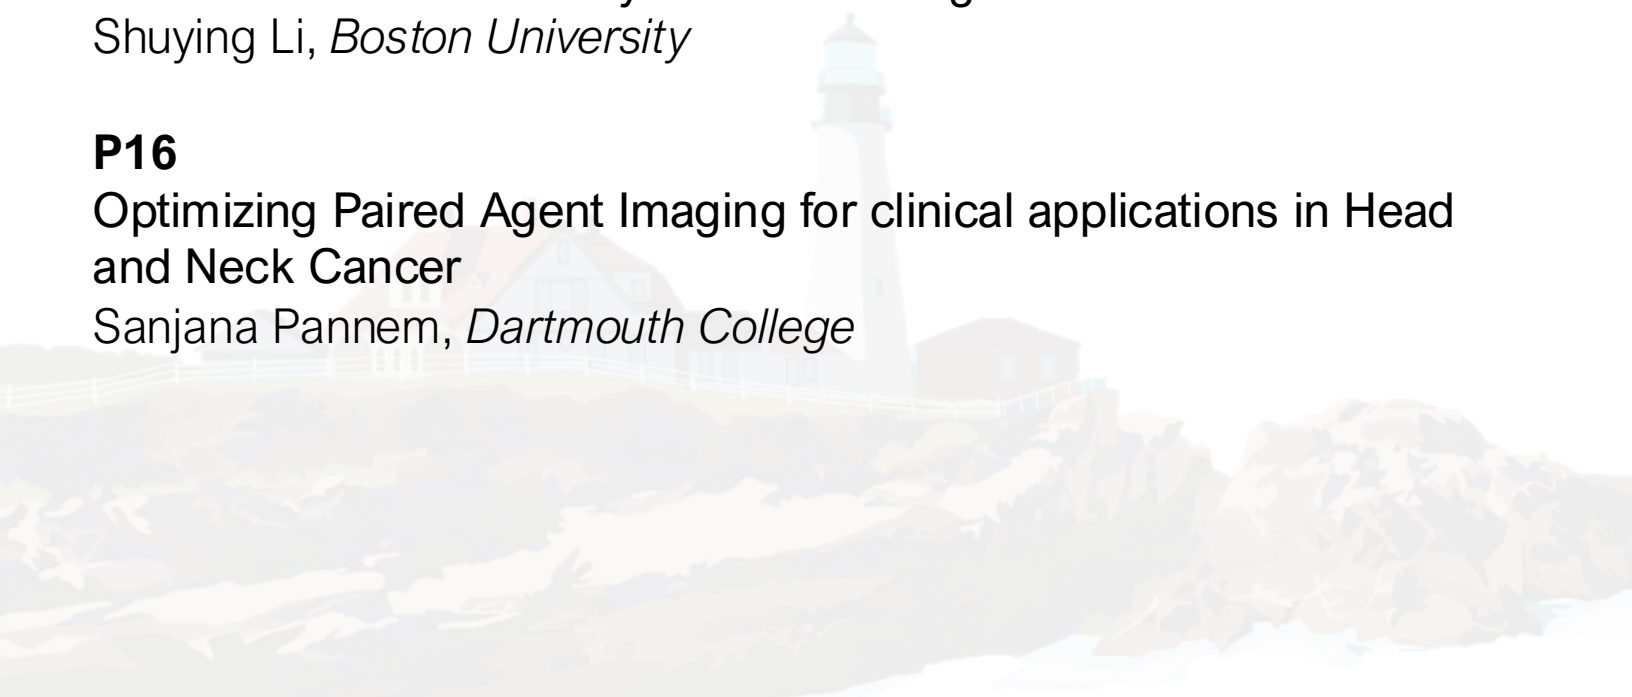 Shuying Li, Boston University
P16
Optimizing Paired Agent Imaging for clinical applications in Head
and Neck Cancer
Sanjana Pannem, Dartmouth College